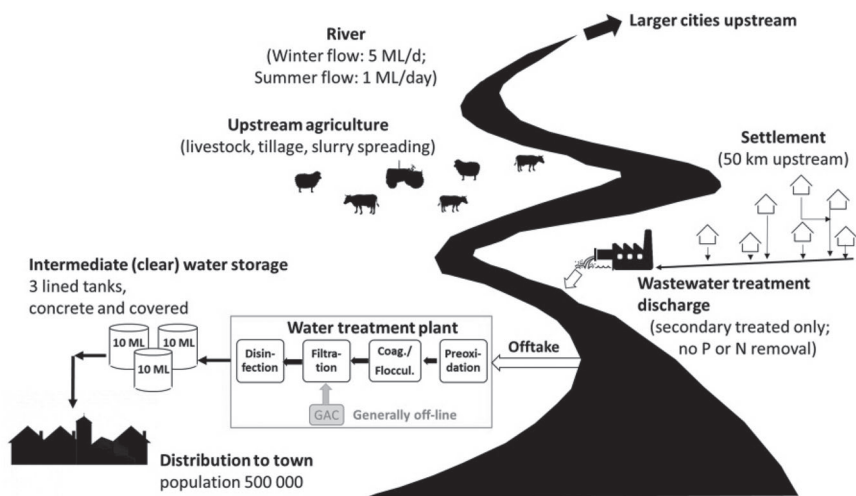 Larger cities upstream
River
(Winter flow: 5 ML/d;
Summer flow: 1 ML/day)
Upstream agriculture
(livestock, tillage, slurry spreading)
Settlement
(50 km upstream)
Intermediate (clear) water storage
3 lined tanks,
concrete and covered
Wastewater treatment
discharge
(secondary treated only;
no P or N removal)
10 ML
10 ML
10 ML
Water treatment plant
Disin-
fection
Filtra-
tion
Coag./
Floccul.
Preoxi-
dation
Offtake
GAC
Generally off-line
Distribution to town
population 500 000